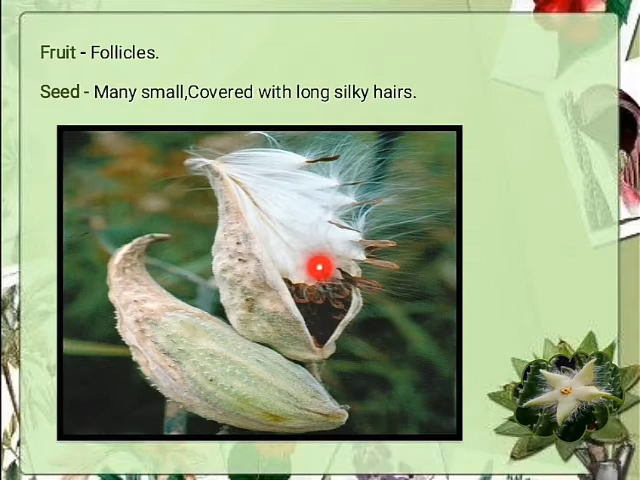 Fruit - Follicles.
Seed - Many small,Covered with long silky hairs.